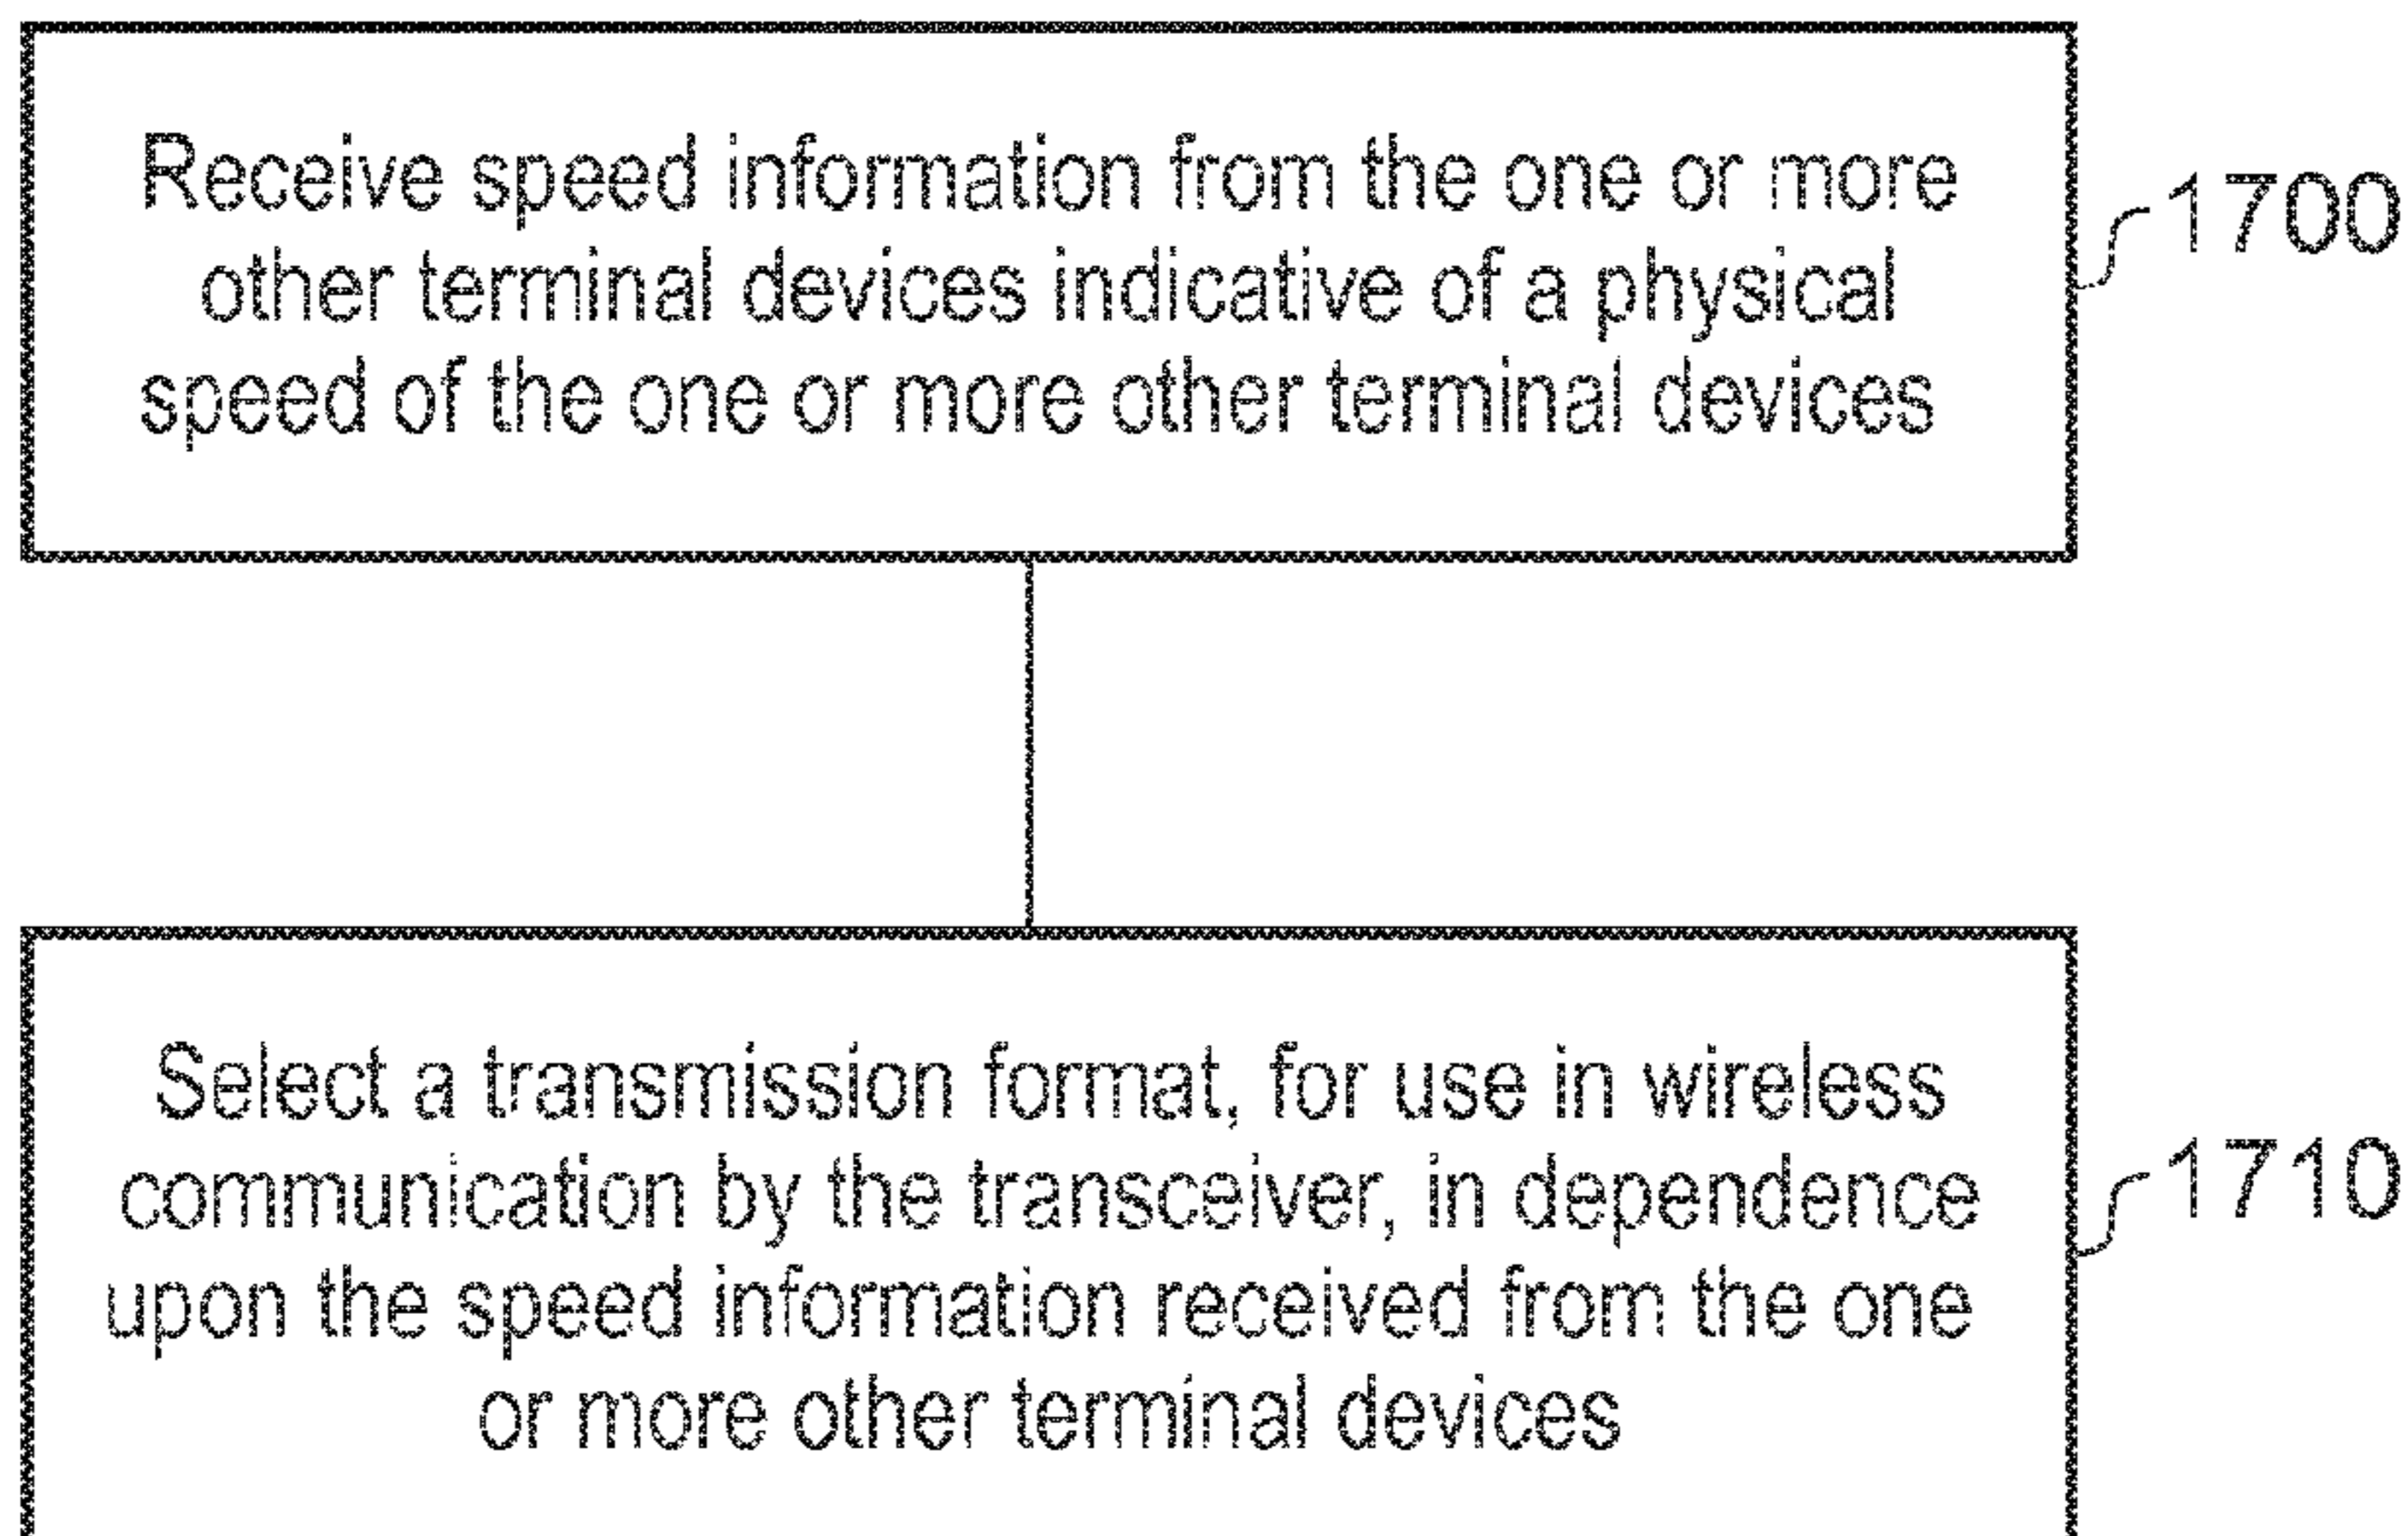 Receive speed information from the one or more
other terminal devices indicative of a physical
speed of the one or more other terminal devices
1700
Select a transmission format, for use in wireless
communication by the transceiver, in dependence
upon the speed information received from the one
or more other terminal devices
1710